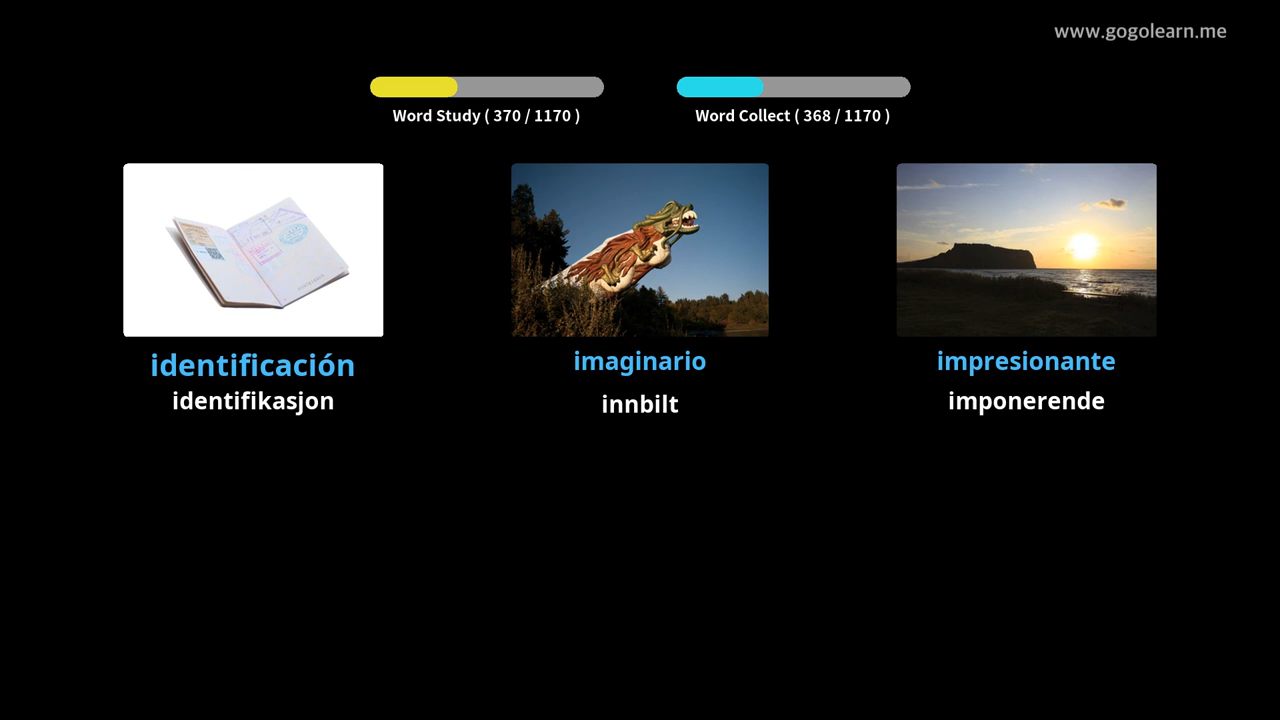 www.gogolearn.me
Word Study ( 370 / 1170 )
Word Collect ( 368 / 1170 )
identificación
identifikasjon
imaginario
innbilt
impresionante
imponerende